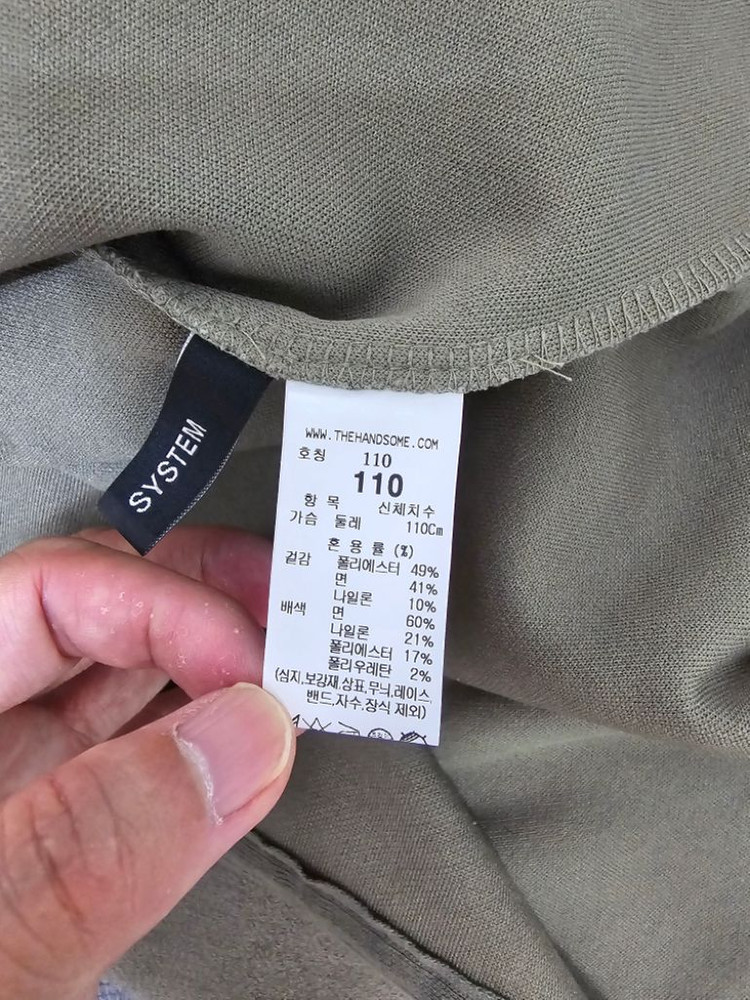 SYSTEM
WWW.THEHANDSOME.COM
호칭 110
110
항 목 신체치수
가슴 둘레 110Cm
혼 용 률 (%)
겉감 폴리에스터 49%
면 41%
나일론 10%
배색 면 60%
나일론 21%
폴리에스터 17%
폴리우레탄 2%
(심지,보강재,상표,무늬,레이스,
밴드,자수,장식 제외)